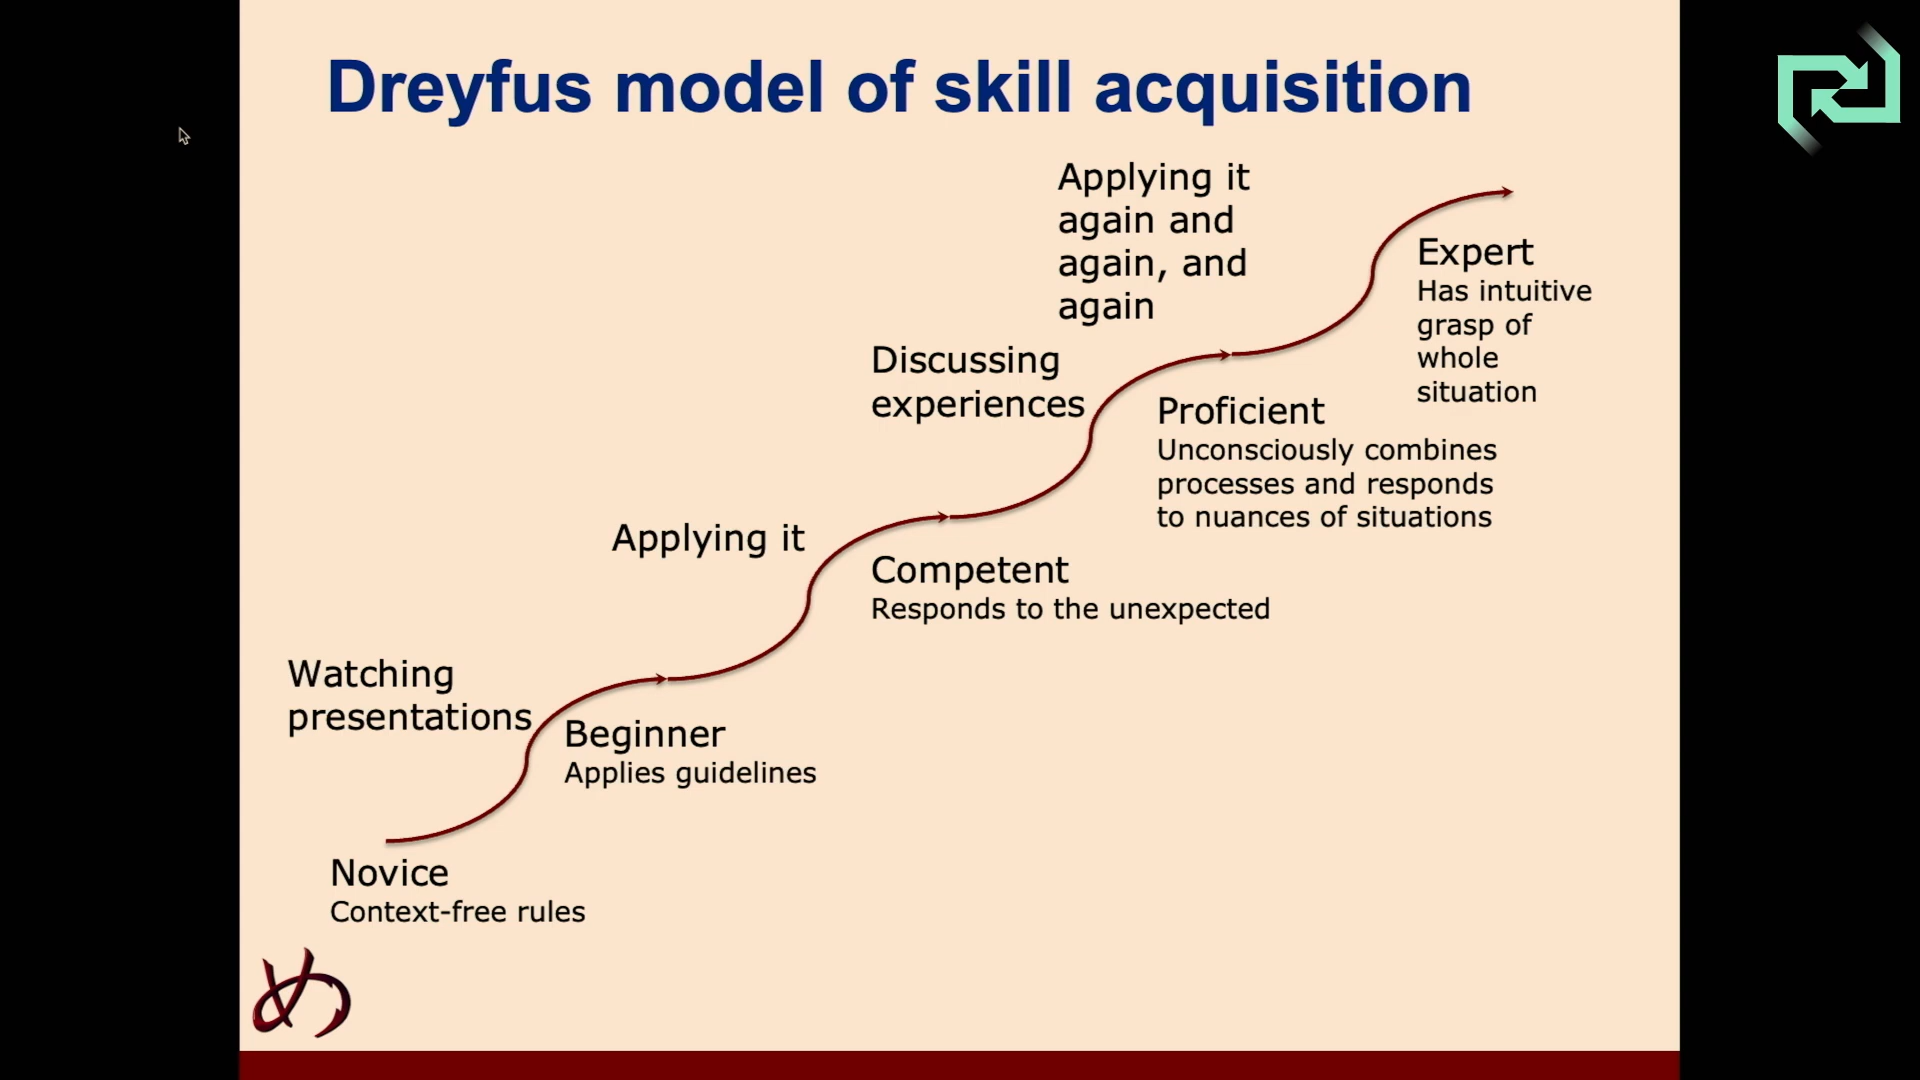 Dreyfus model of skill acquisition
Applying it
again and
again, and
again
Expert
Has intuitive
grasp of
whole
situation
Discussing
experiences
Proficient
Unconsciously combines
processes and responds
to nuances of situations
Applying it
Competent
Responds to the unexpected
Watching
presentations
Beginner
Applies guidelines
Novice
Context-free rules
め